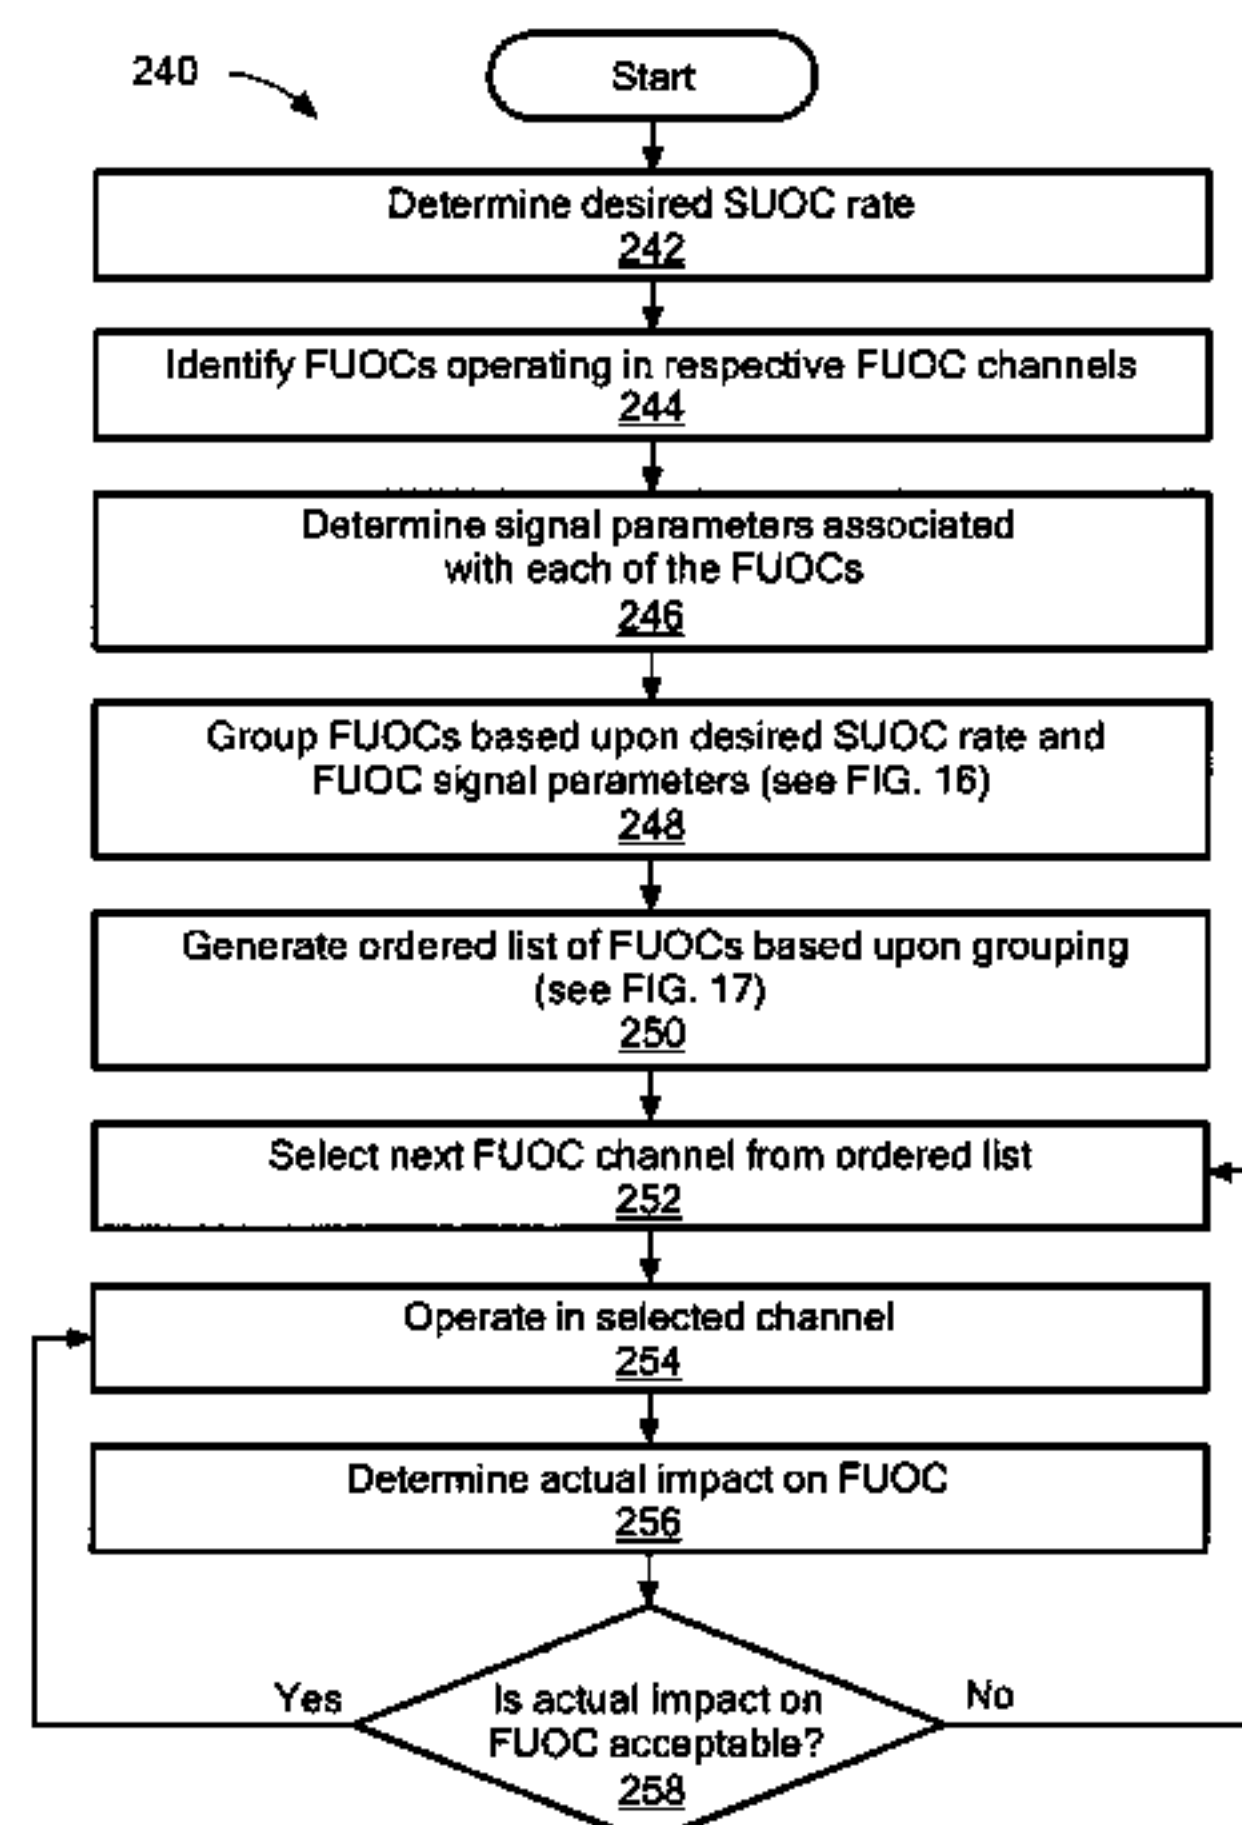 240
Start
Determine desired SUOC rate
242
Identify FUOCs operating in respective FUOC channels
244
Determine signal parameters associated
with each of the FUOCs
246
Group FUOCs based upon desired SUOC rate and
FUOC signal parameters (see FIG. 16)
248
Generate ordered list of FUOCs based upon grouping
(see FIG. 17)
250
Select next FUOC channel from ordered list
252
Operate in selected channel
254
Determine actual impact on FUOC
256
Yes
Is actual impact on
FUOC acceptable?
258
No